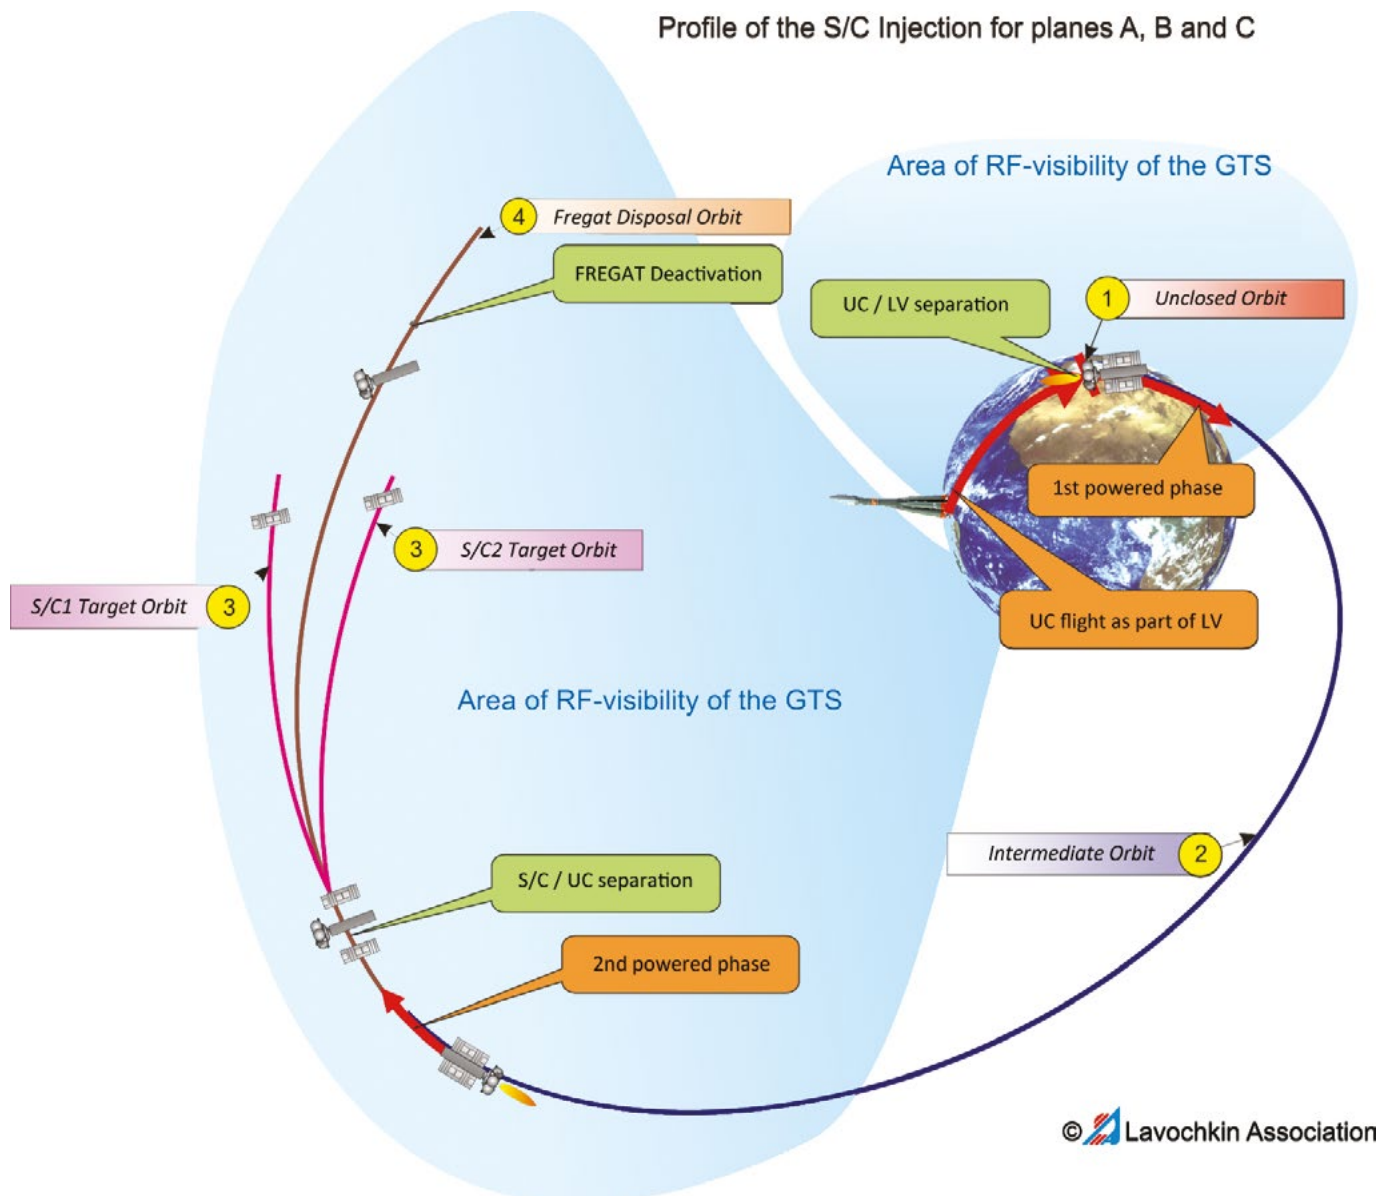 Profile of the S/C Injection for planes A, B and C
Area of RF-visibility of the GTS
4 Fregat Disposal Orbit
FREGAT Deactivation
UC / LV separation
1 Unclosed Orbit
1st powered phase
3 S/C2 Target Orbit
S/C1 Target Orbit 3
UC flight as part of LV
Area of RF-visibility of the GTS
Intermediate Orbit 2
S/C / UC separation
2nd powered phase
© Lavochkin Association